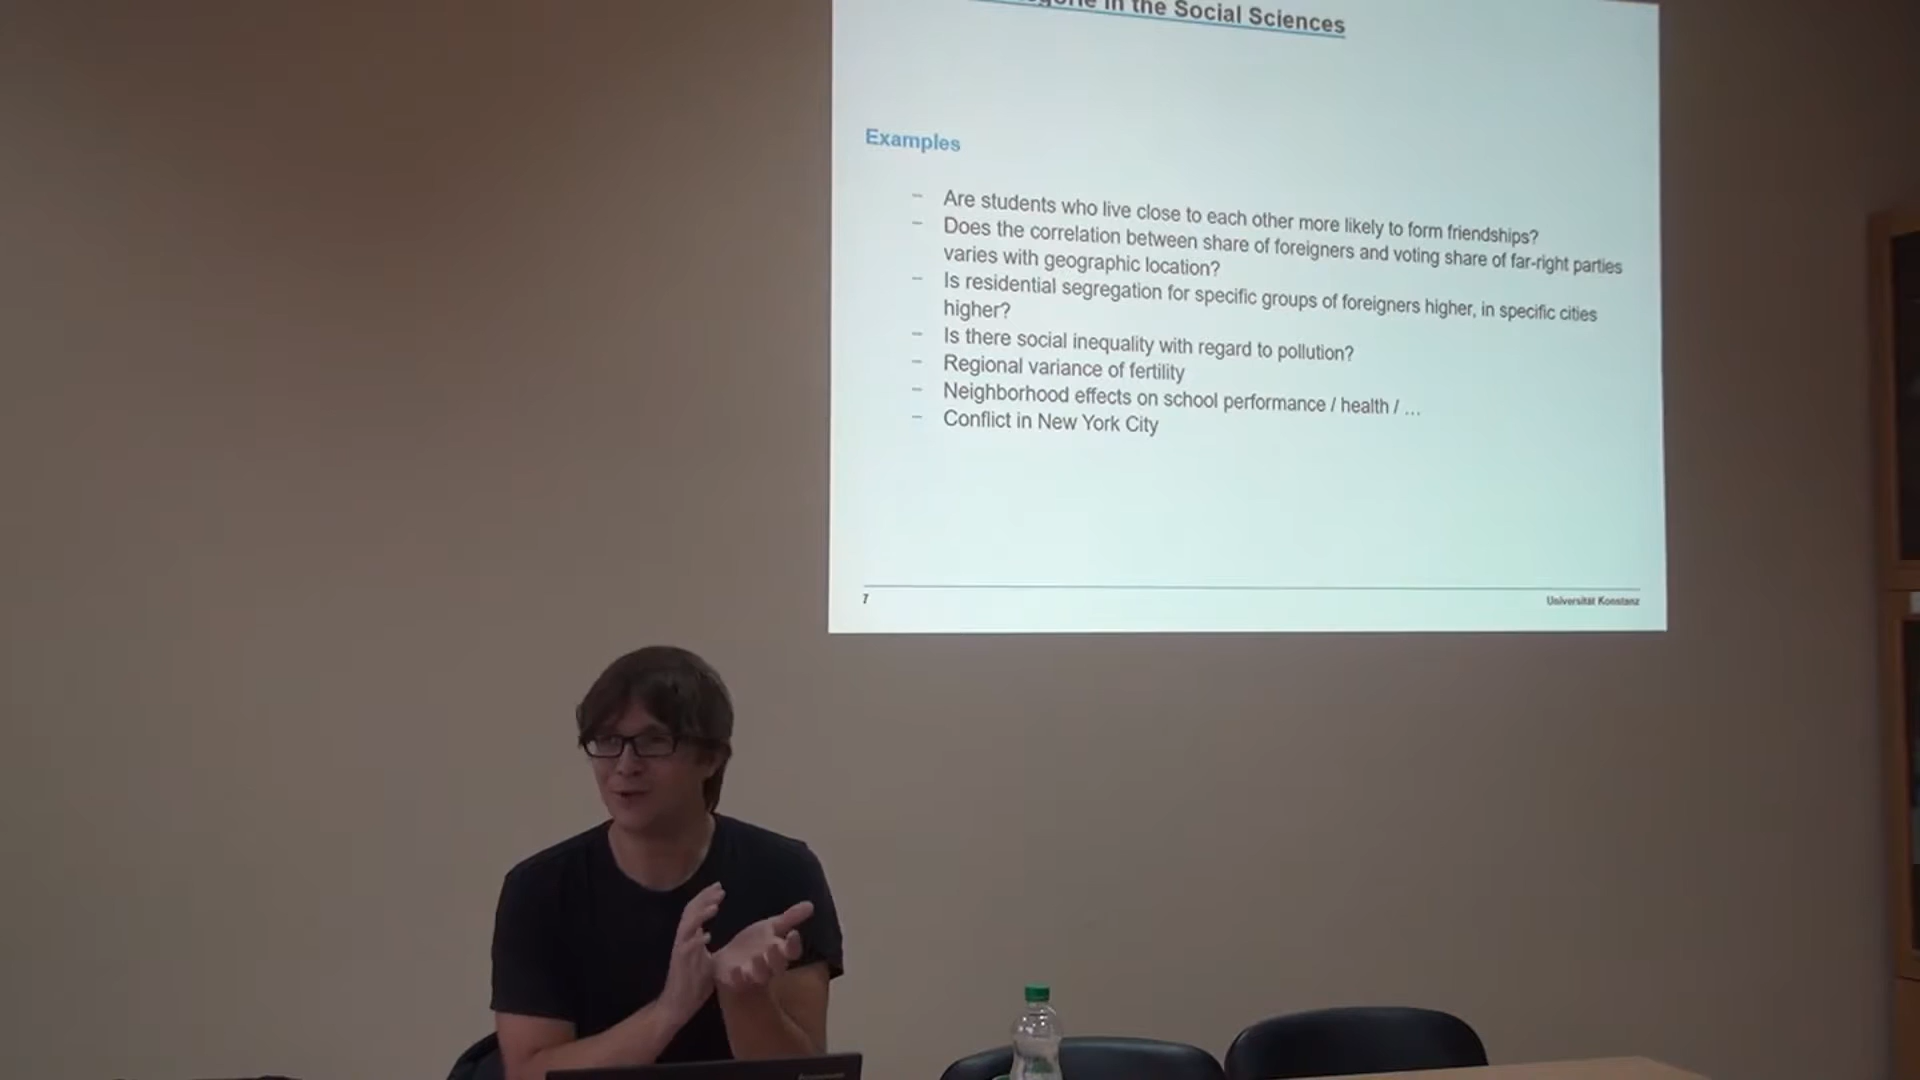 in the Social Sciences
Examples
– Are students who live close to each other more likely to form friendships?
– Does the correlation between share of foreigners and voting share of far-right parties
varies with geographic location?
– Is residential segregation for specific groups of foreigners higher, in specific cities
higher?
– Is there social inequality with regard to pollution?
– Regional variance of fertility
– Neighborhood effects on school performance / health / …
– Conflict in New York City
7
Universität Konstanz